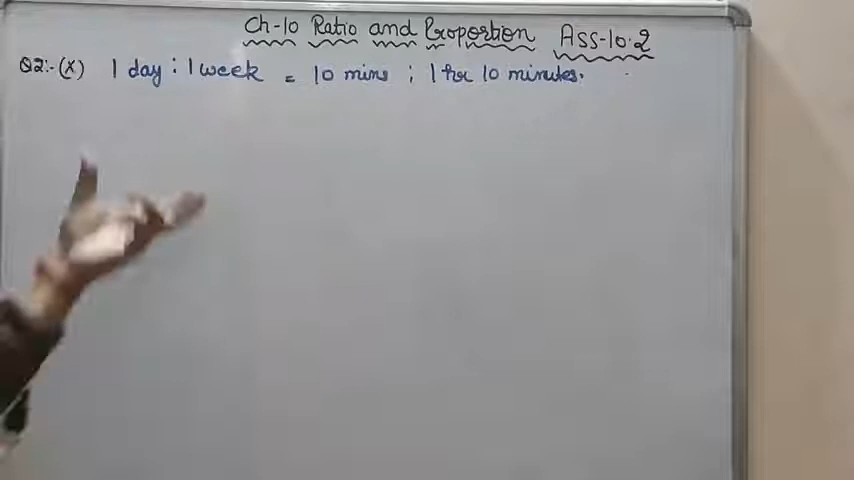 Ch-10 Ratio and Proportion Ass-10.2
Q2:-(x) 1 day : 1 week = 10 mins : 1 hr 10 minutes.